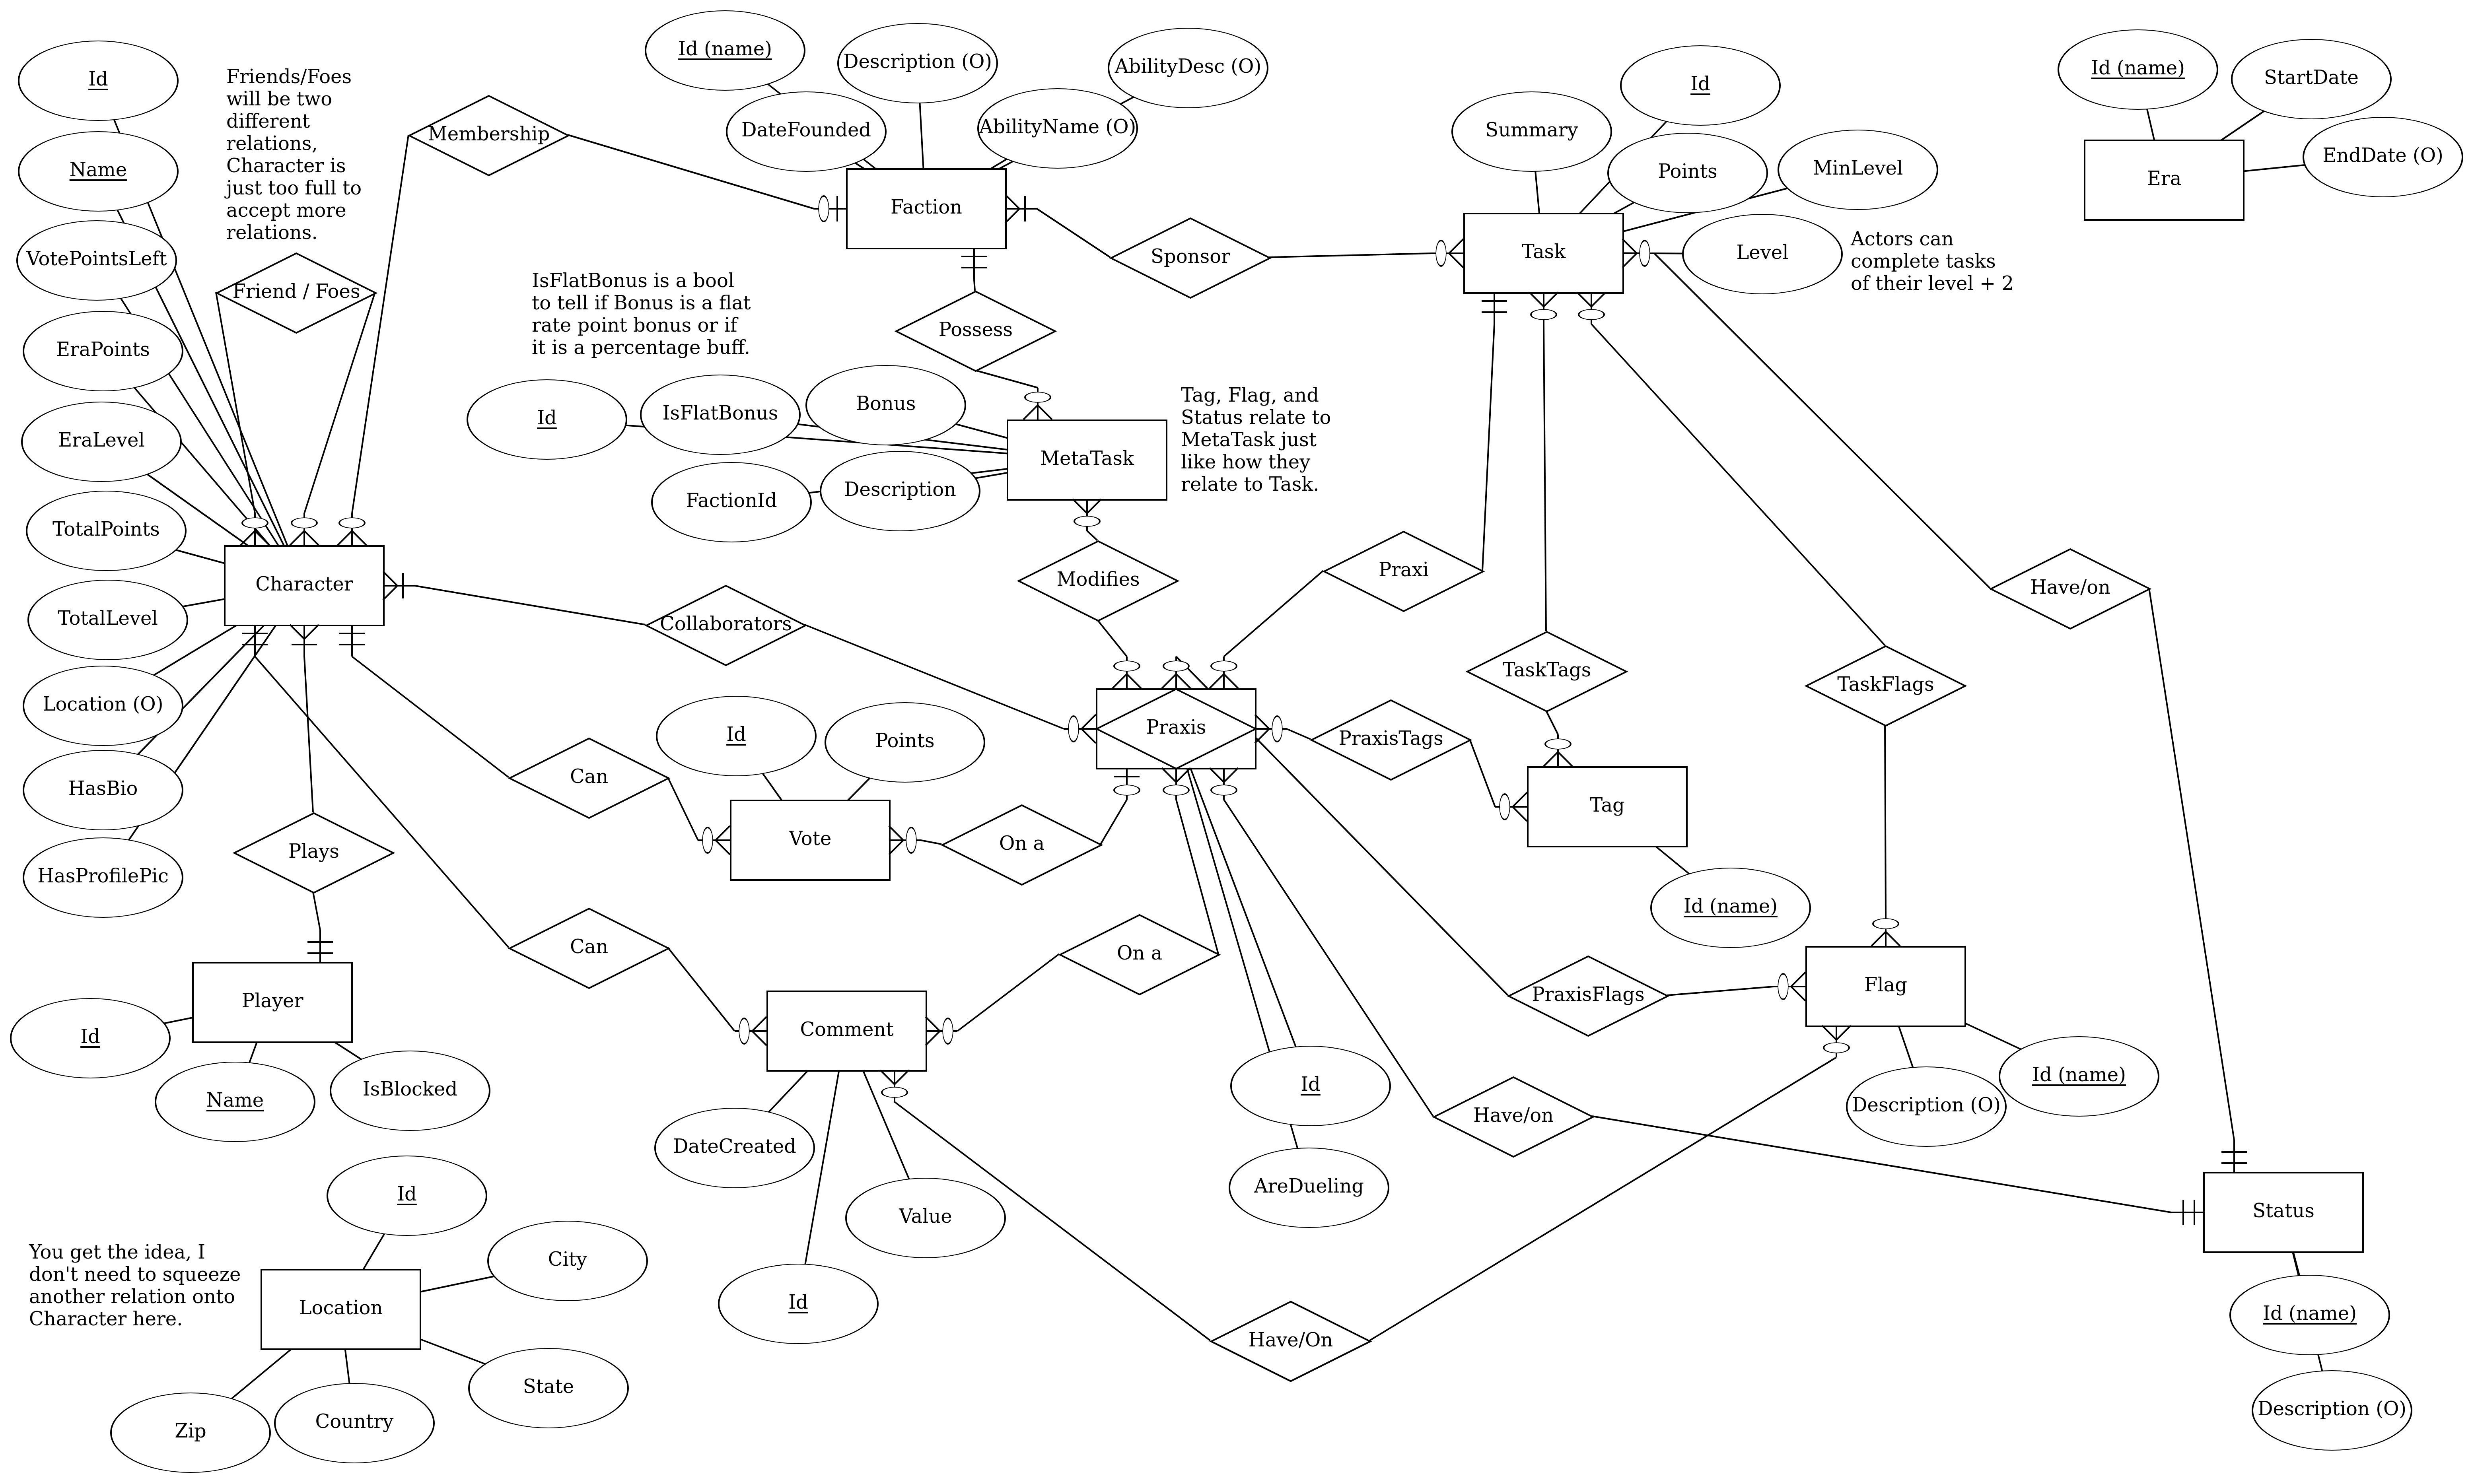 Id
Name
VotePointsLeft
EraPoints
EraLevel
TotalPoints
TotalLevel
Location (O)
HasBio
HasProfilePic
Friends/Foes
will be two
different
relations,
Character is
just too full to
accept more
relations.
Friend / Foes
Membership
Character
Id (name)
Description (O)
AbilityDesc (O)
DateFounded
AbilityName (O)
Faction
Sponsor
Possess
IsFlatBonus is a bool
to tell if Bonus is a flat
rate point bonus or if
it is a percentage buff.
Id
IsFlatBonus
Bonus
FactionId
Description
MetaTask
Tag, Flag, and
Status relate to
MetaTask just
like how they
relate to Task.
Id
Summary
Points
MinLevel
Task
Level
Actors can
complete tasks
of their level + 2
Id (name)
StartDate
EndDate (O)
Era
Modifies
Praxi
Have/on
Collaborators
TaskTags
TaskFlags
Praxis
PraxisTags
Tag
Id (name)
Id
Points
Can
Vote
On a
Plays
Can
On a
Comment
PraxisFlags
Flag
Player
Id
Name
IsBlocked
DateCreated
Value
Id
Id
AreDueling
Have/on
Description (O)
Id (name)
Have/On
Status
Id (name)
Description (O)
Id
City
You get the idea, I
don't need to squeeze
another relation onto
Character here.
Location
State
Country
Zip